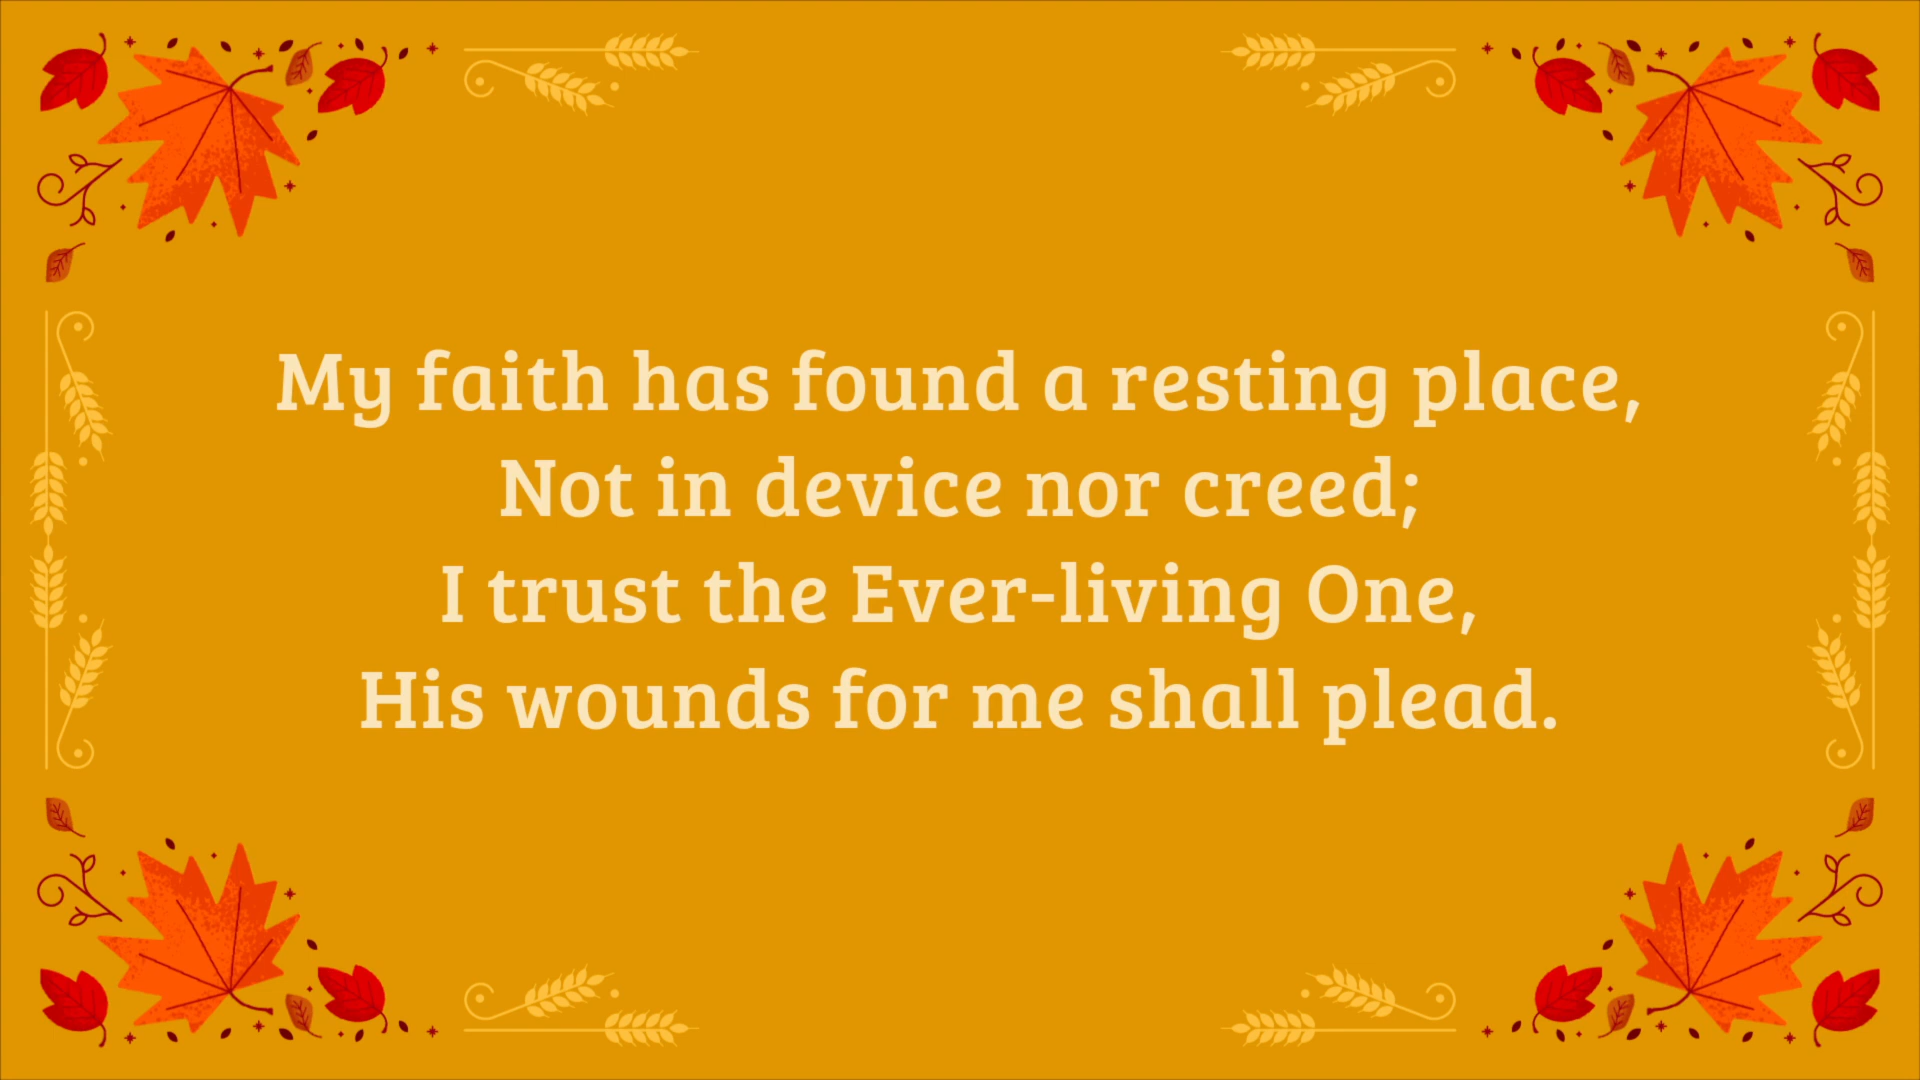 My faith has found a resting place,
Not in device nor creed;
I trust the Ever-living One,
His wounds for me shall plead.